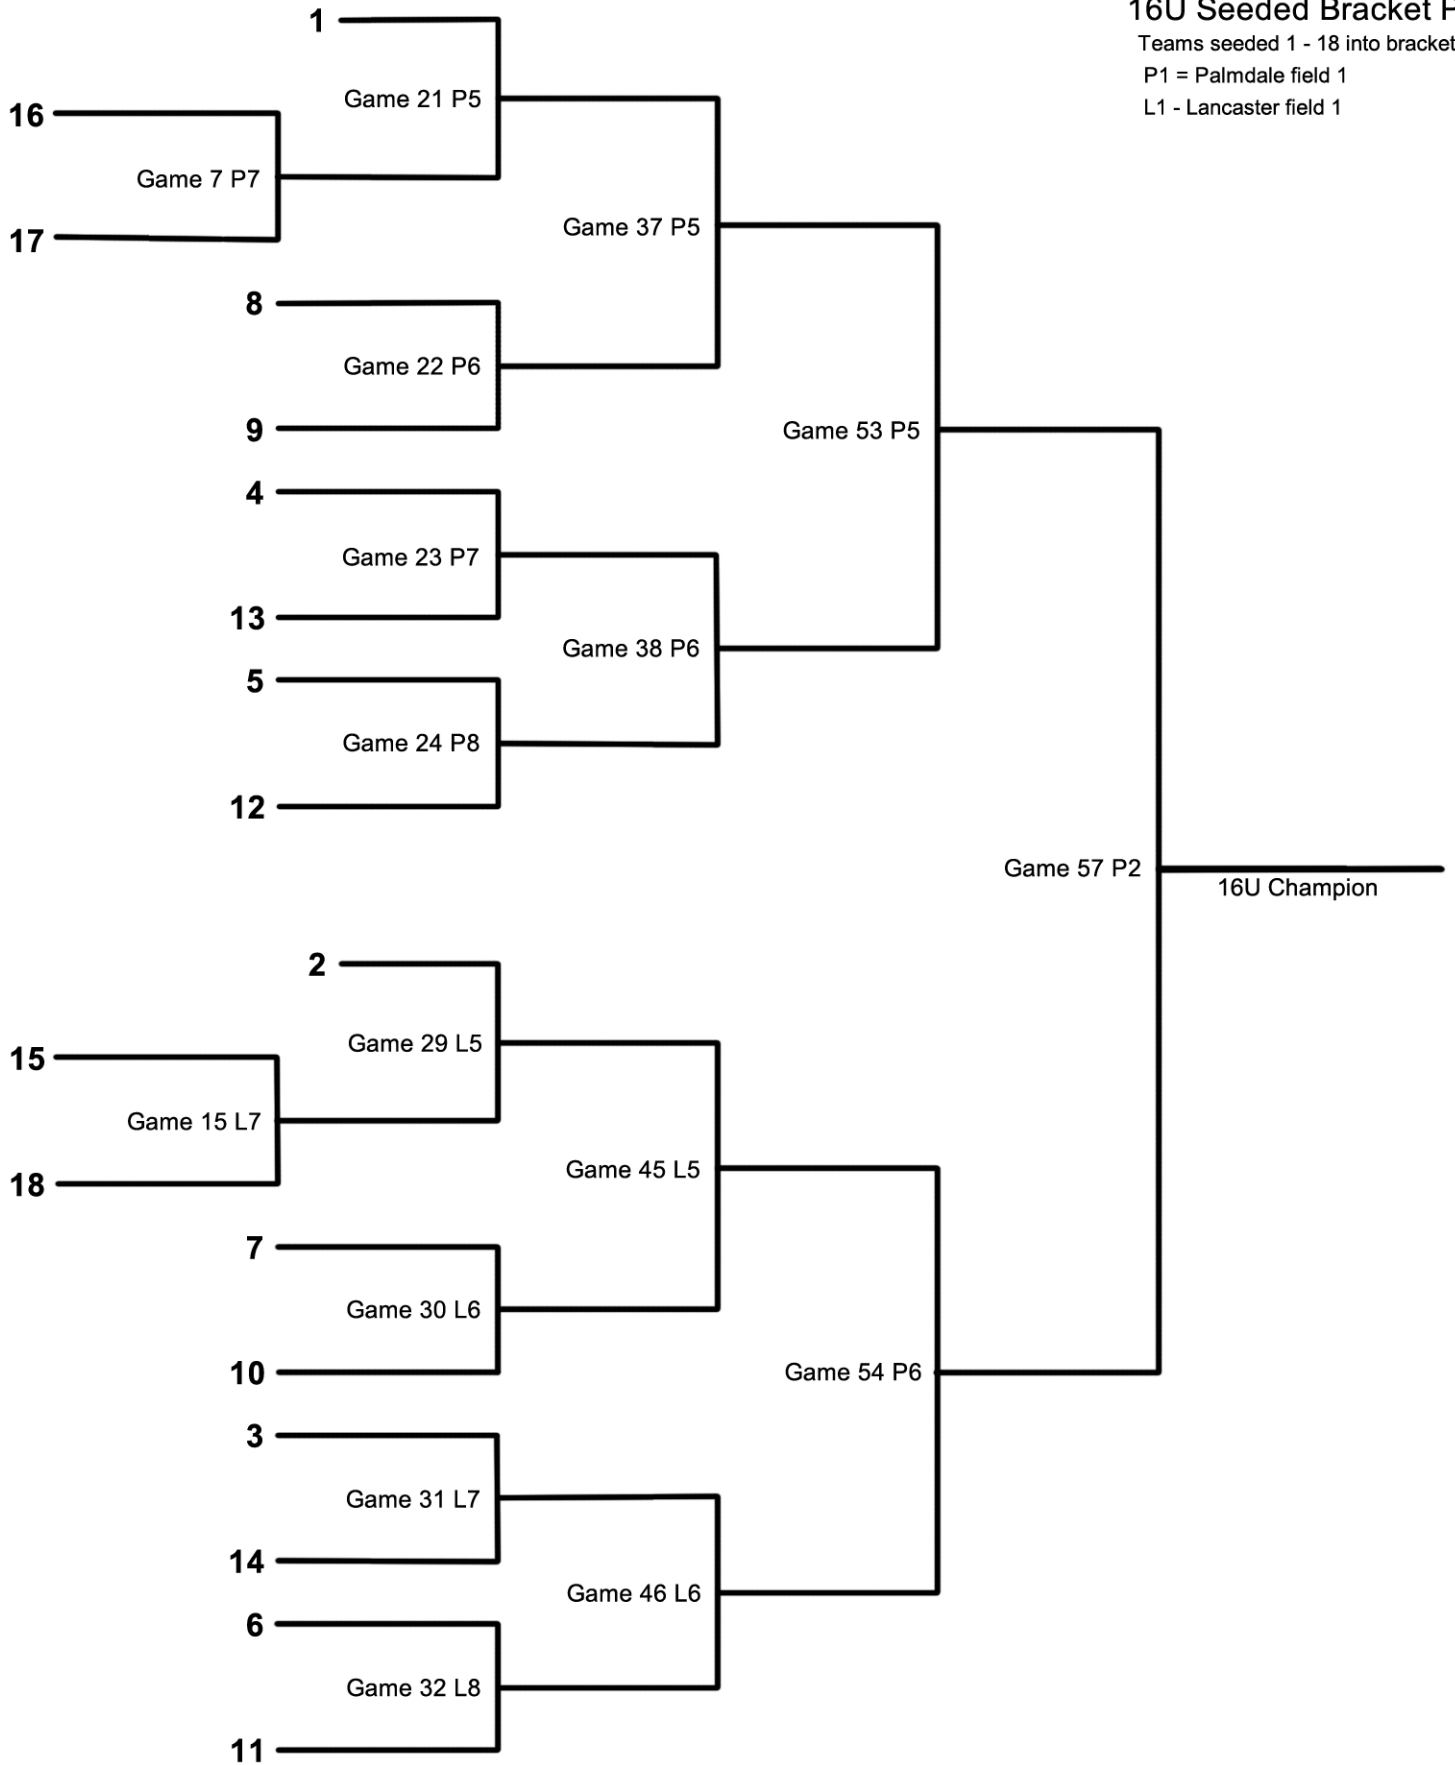 16U Seeded Bracket
Teams seeded 1 - 18 into bracket
P1 = Palmdale field 1
L1 - Lancaster field 1
1
Game 21 P5
16
Game 7 P7
17
Game 37 P5
8
Game 22 P6
9
Game 53 P5
4
Game 23 P7
13
Game 38 P6
5
Game 24 P8
12
Game 57 P2
16U Champion
2
Game 29 L5
15
Game 15 L7
18
Game 45 L5
7
Game 30 L6
10
Game 54 P6
3
Game 31 L7
14
Game 46 L6
6
Game 32 L8
11